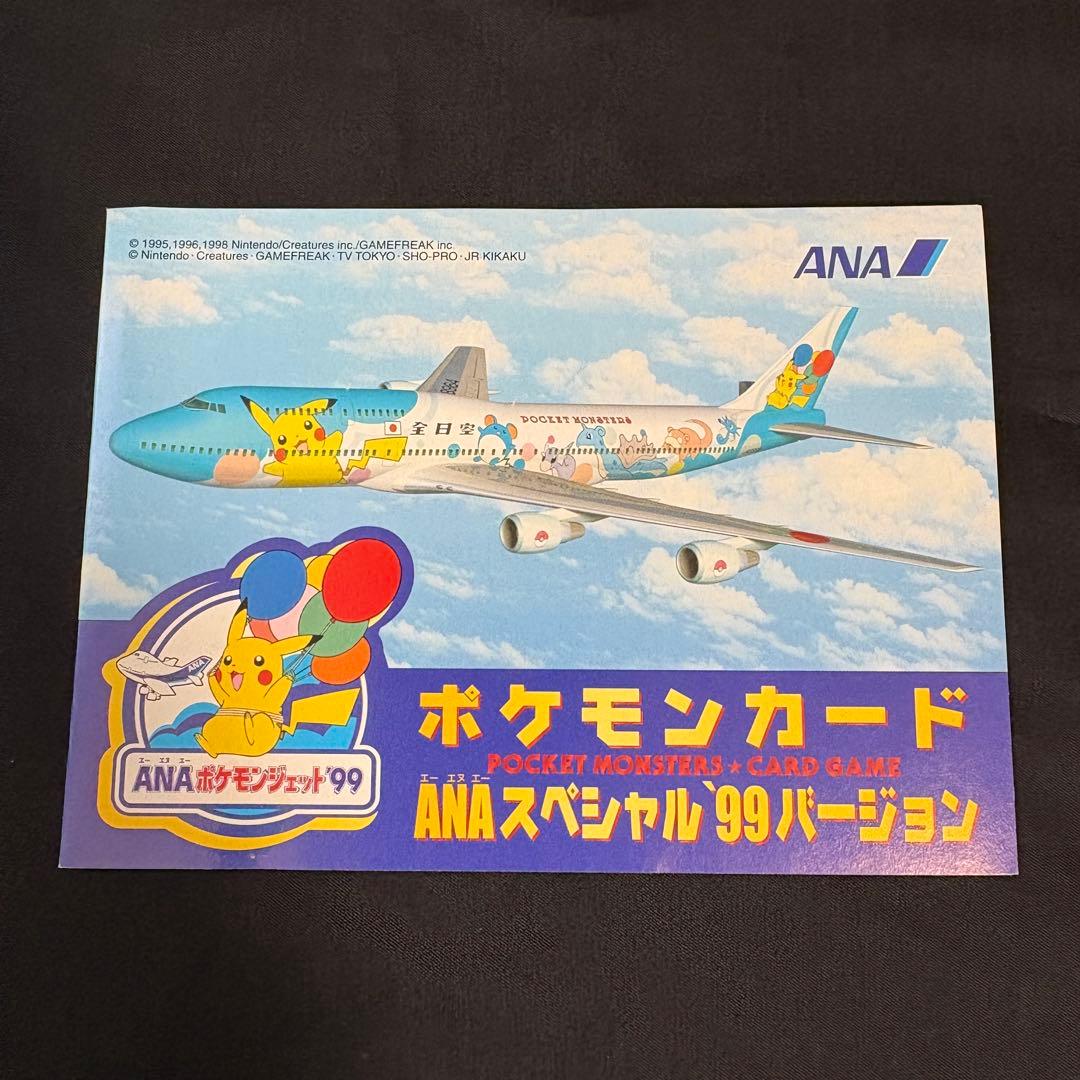 © 1995,1996,1998 Nintendo/Creatures inc./GAMEFREAK inc.
© Nintendo・Creatures・GAMEFREAK・TV TOKYO・SHO-PRO・JR KIKAKU
ANA
全日空
POCKET MONSTERS
ANA
エー エヌ エー
ANAポケモンジェット'99
ポケモンカード
POCKET MONSTERS★CARD GAME
エー エヌ エー
ANAスペシャル'99バージョン